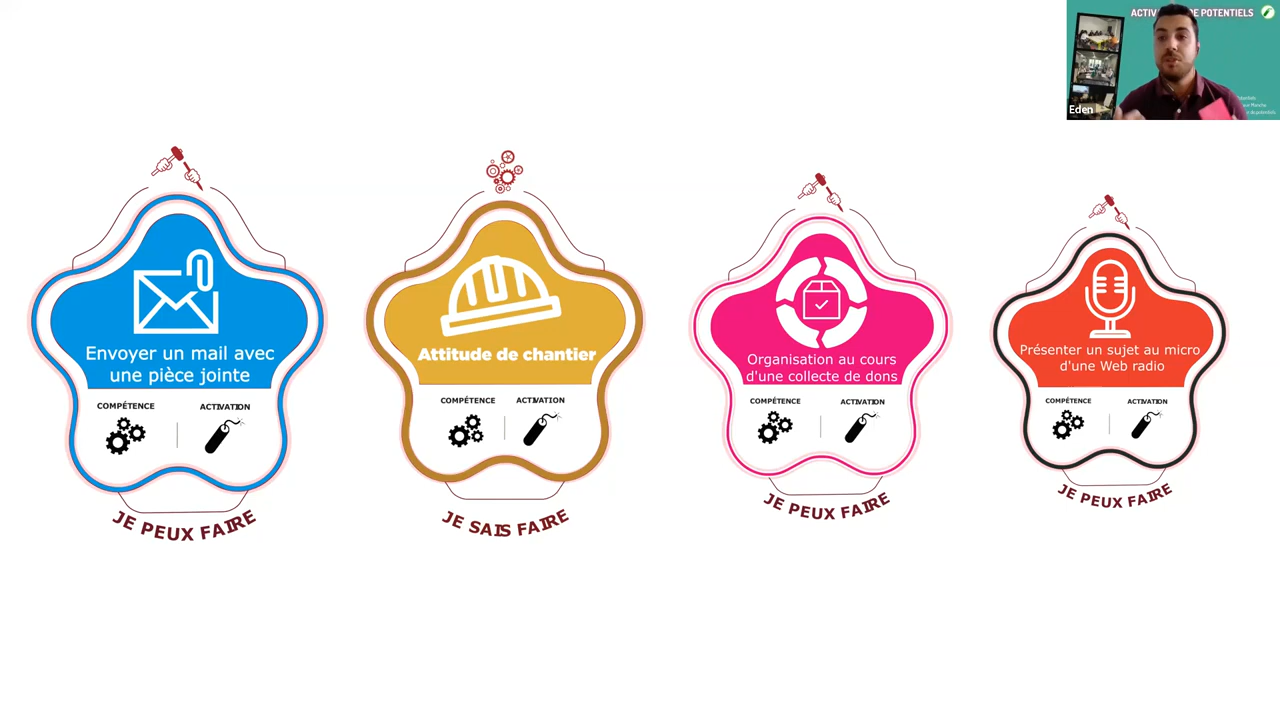 ACTIV
DE POTENTIELS
Eden
Envoyer un mail avec
une pièce jointe
COMPÉTENCE
ACTIVATION
JE PEUX FAIRE
Attitude de chantier
COMPÉTENCE
ACTIVATION
JE SAIS FAIRE
Organisation au cours
d'une collecte de dons
COMPÉTENCE
ACTIVATION
JE PEUX FAIRE
Présenter un sujet au micro
d'une Web radio
COMPÉTENCE
ACTIVATION
JE PEUX FAIRE